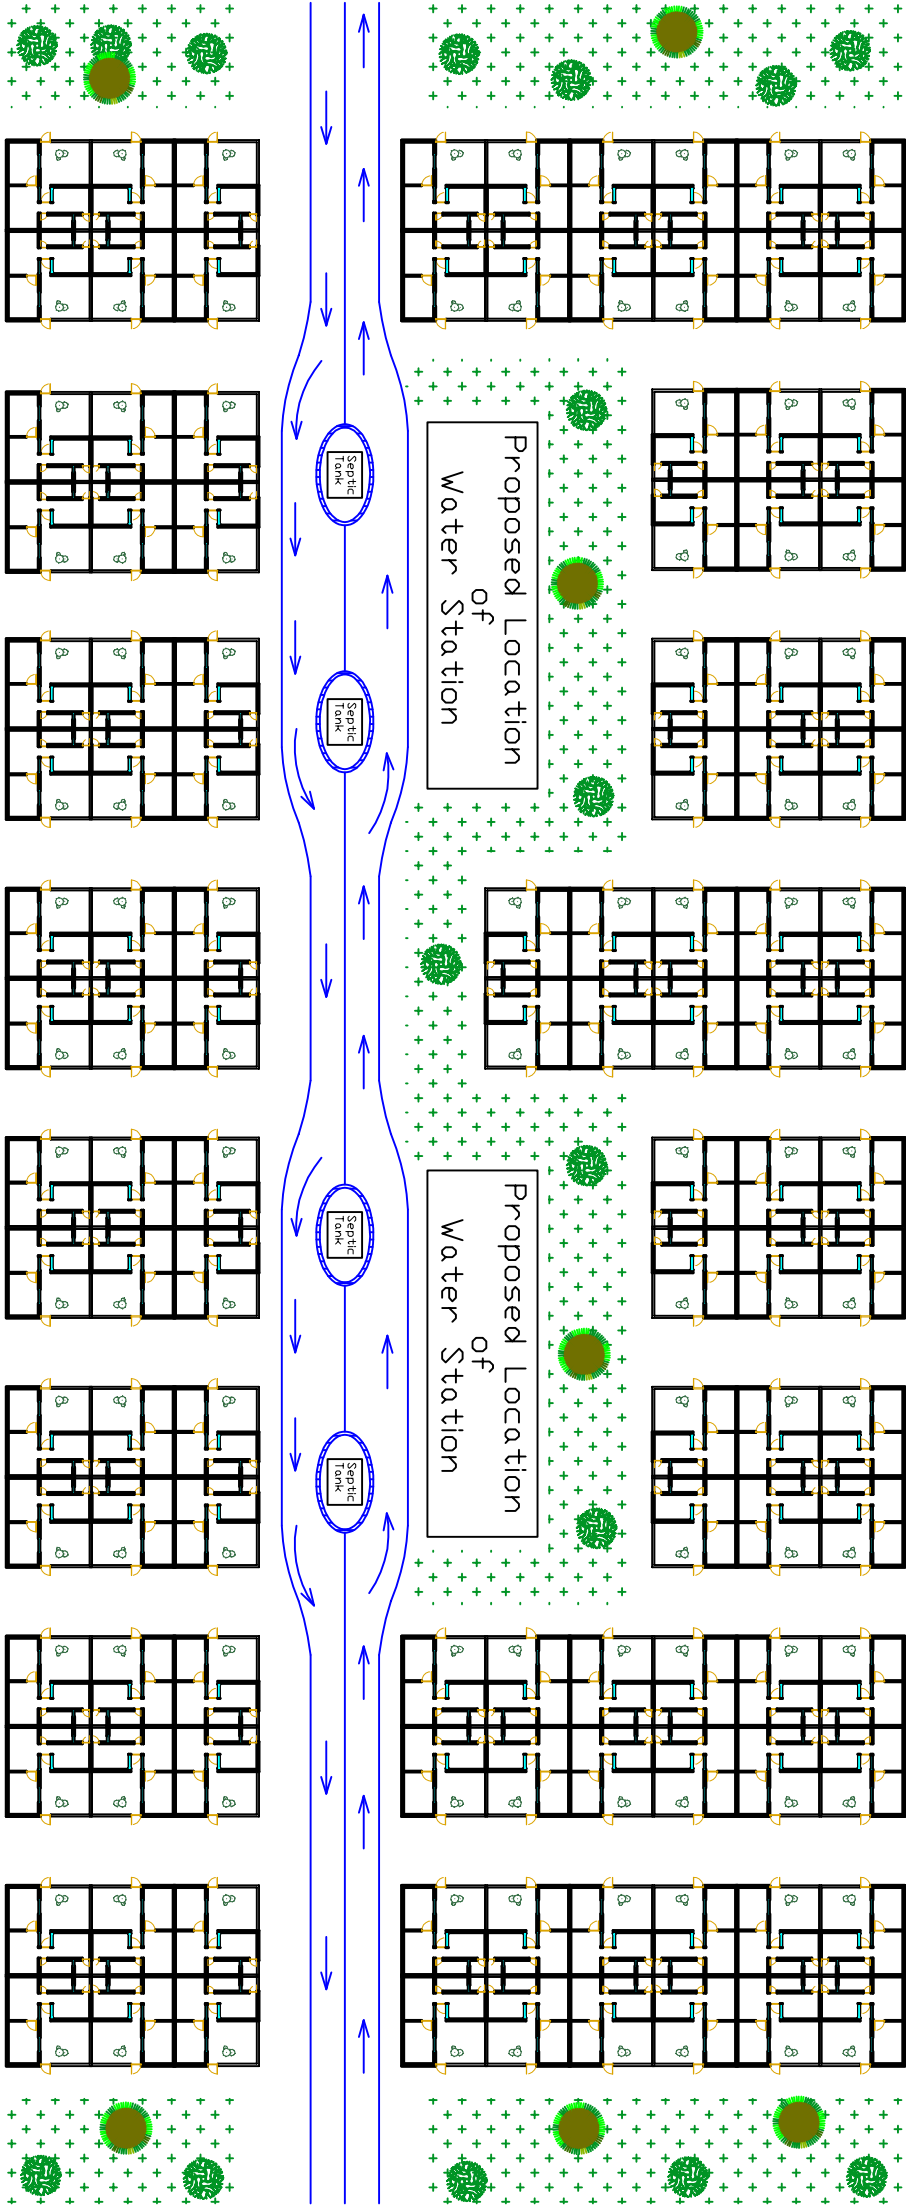 Septic
Tank
Proposed Location
of
Water Station
Septic
Tank
Septic
Tank
Proposed Location
of
Water Station
Septic
Tank